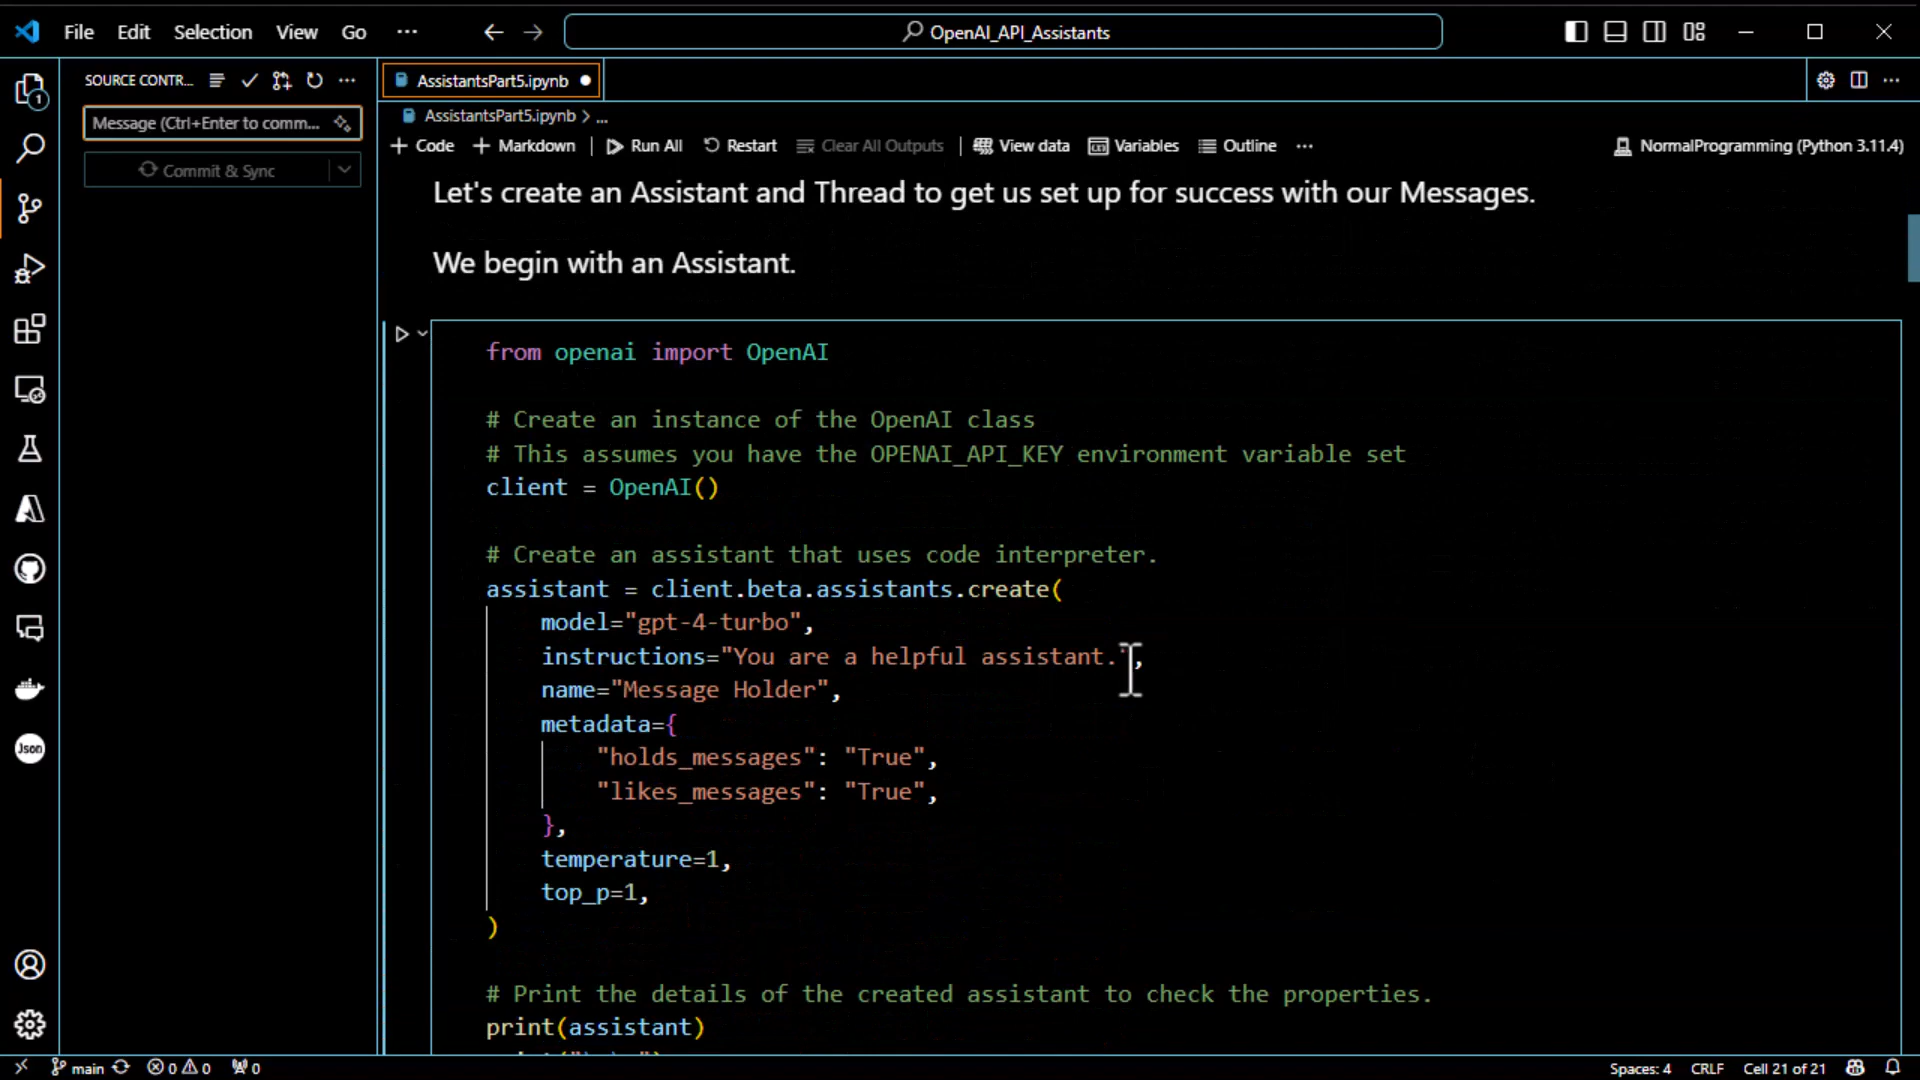 File Edit Selection View Go ··· OpenAI_API_Assistants
SOURCE CONTR... ···
Message (Ctrl+Enter to comm...
Commit & Sync
1
Json
AssistantsPart5.ipynb
AssistantsPart5.ipynb > ...
+ Code + Markdown Run All Restart Clear All Outputs View data Variables Outline ··· NormalProgramming (Python 3.11.4)
Let's create an Assistant and Thread to get us set up for success with our Messages.
We begin with an Assistant.
from openai import OpenAI
# Create an instance of the OpenAI class
# This assumes you have the OPENAI_API_KEY environment variable set
client = OpenAI()
# Create an assistant that uses code interpreter.
assistant = client.beta.assistants.create(
model="gpt-4-turbo",
instructions="You are a helpful assistant.",
name="Message Holder",
metadata={
"holds_messages": "True",
"likes_messages": "True",
},
temperature=1,
top_p=1,
)
# Print the details of the created assistant to check the properties.
print(assistant)
main 0 0 0 Spaces: 4 CRLF Cell 21 of 21